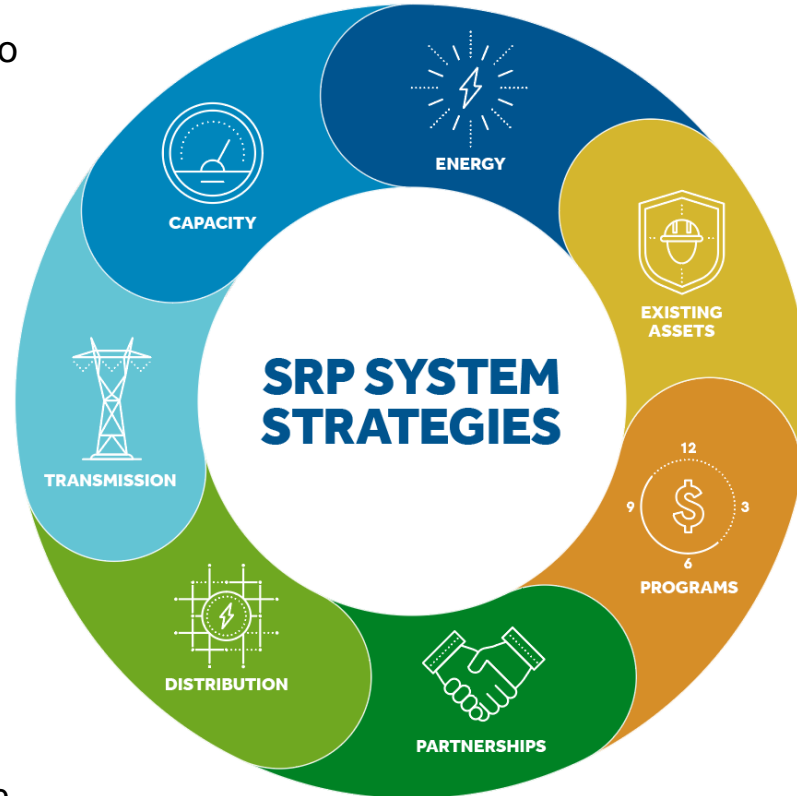 o
ENERGY
CAPACITY
EXISTING
ASSETS
SRP SYSTEM
STRATEGIES
12
9
3
6
PROGRAMS
TRANSMISSION
DISTRIBUTION
PARTNERSHIPS